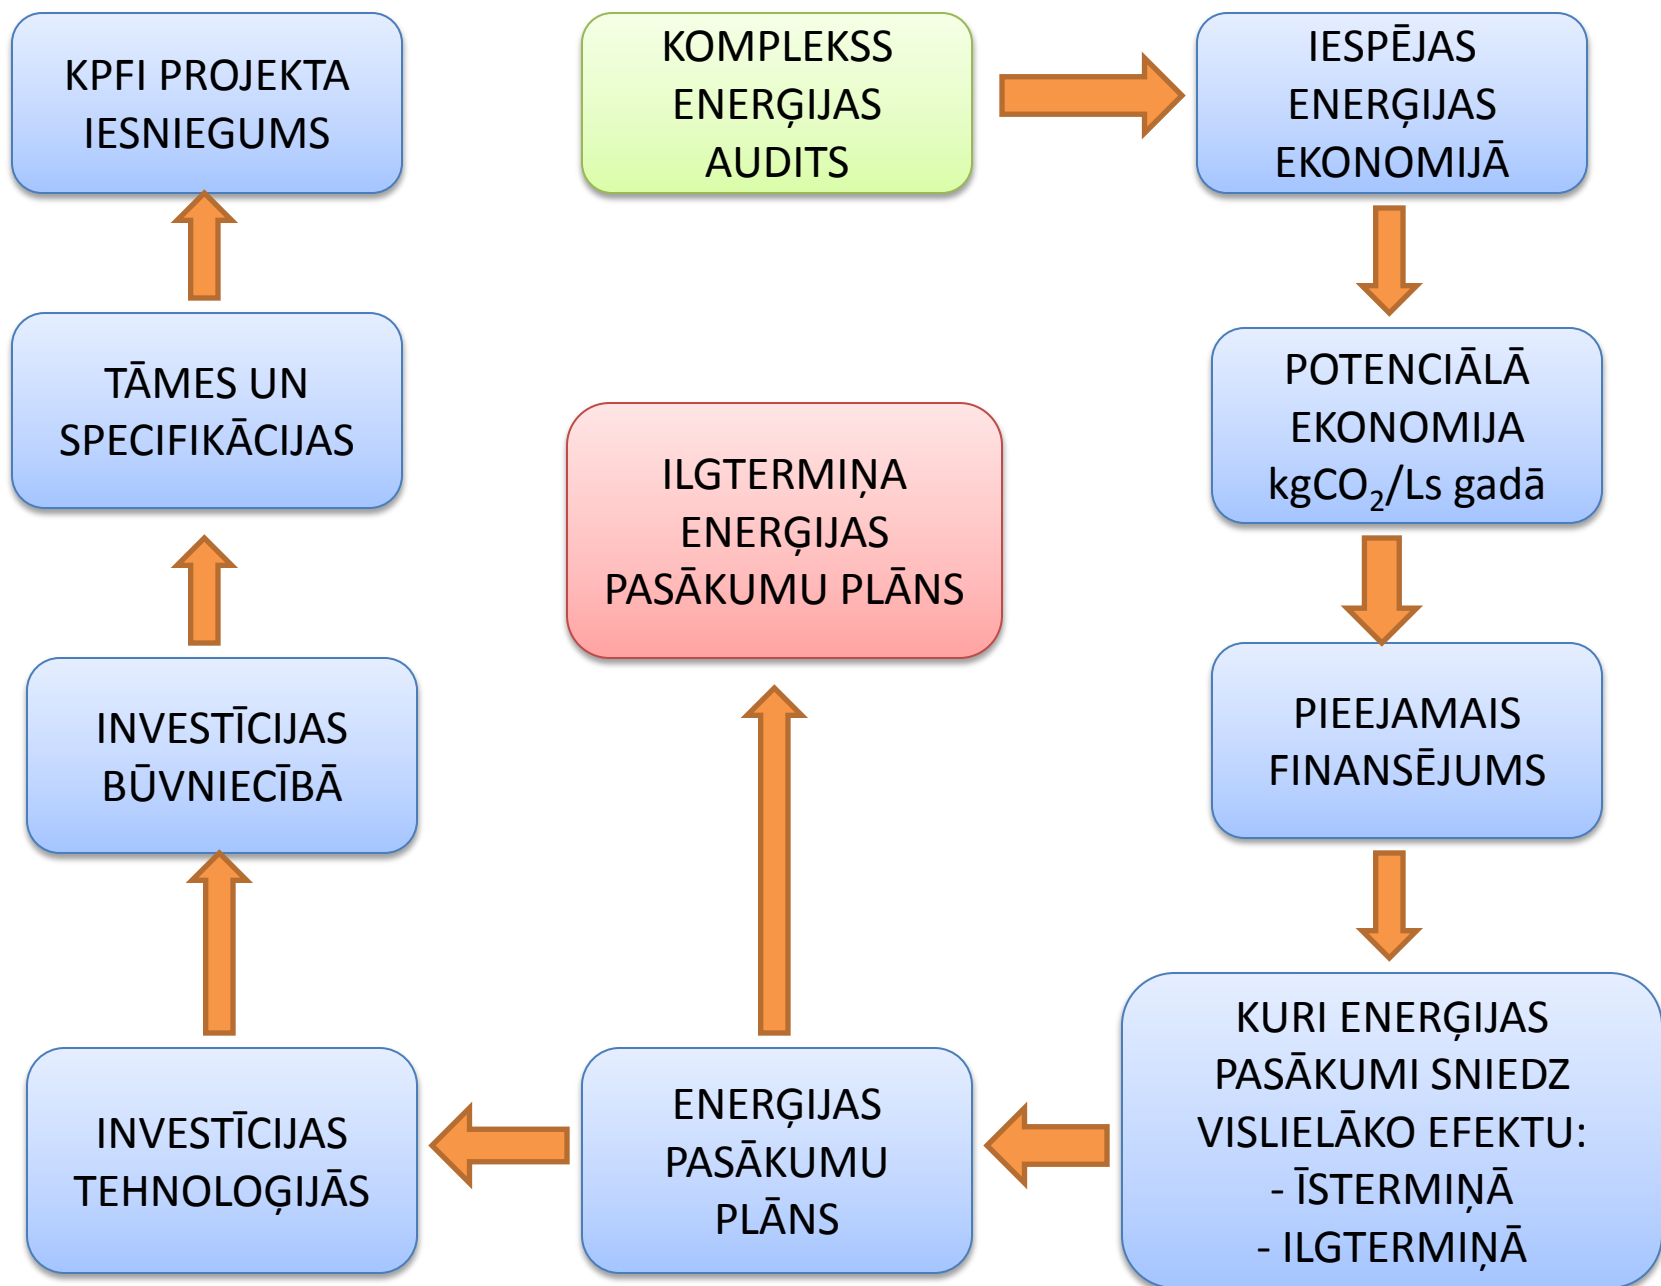 KPFI PROJEKTA
IESNIEGUMS
KOMPLEKSS
ENERĢIJAS
AUDITS
IESPĒJAS
ENERĢIJAS
EKONOMIJĀ
TĀMES UN
SPECIFIKĀCIJAS
ILGTERMIŅA
ENERĢIJAS
PASĀKUMU PLĀNS
POTENCIĀLĀ
EKONOMIJA
kgCO₂/Ls gadā
INVESTĪCIJAS
BŪVNIECĪBĀ
PIEEJAMAIS
FINANSĒJUMS
INVESTĪCIJAS
TEHNOLOĢIJĀS
ENERĢIJAS
PASĀKUMU
PLĀNS
KURI ENERĢIJAS
PASĀKUMI SNIEDZ
VISLIELĀKO EFEKTU:
- ĪSTERMIŅĀ
- ILGTERMIŅĀ